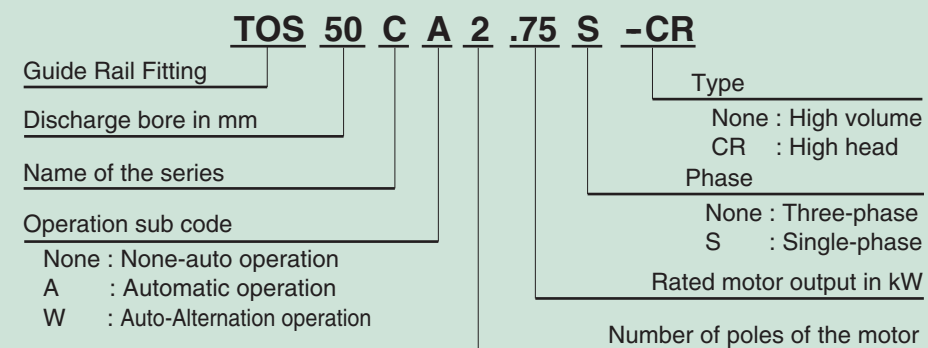 TOS 50 C A 2 .75 S -CR
Guide Rail Fitting
Discharge bore in mm
Name of the series
Operation sub code
None : None-auto operation
A : Automatic operation
W : Auto-Alternation operation
Type
None : High volume
CR : High head
Phase
None : Three-phase
S : Single-phase
Rated motor output in kW
Number of poles of the motor